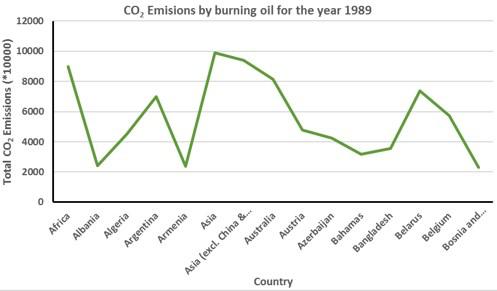 CO₂ Emisions by burning oil for the year 1989
Total CO₂ Emissions (*10000)
12000
10000
8000
6000
4000
2000
0
Africa
Albania
Algeria
Argentina
Armenia
Asia
Asia (excl. China &...
Australia
Austria
Azerbaijan
Bahamas
Bangladesh
Belarus
Belgium
Bosnia and...
Country